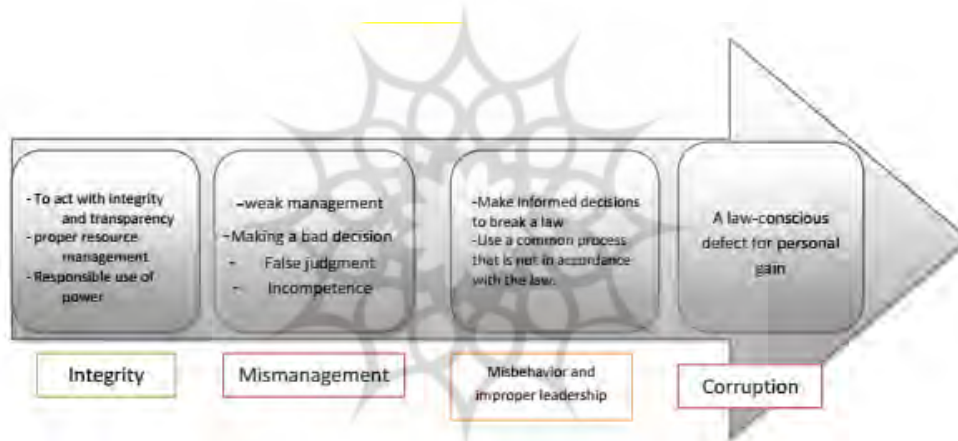 - To act with integrity
and transparency
- proper resource
management
- Responsible use of
power
-weak management
-Making a bad decision
- False judgment
- Incompetence
-Make informed decisions
to break a law
-Use a common process
that is not in accordance
with the law.
A law-conscious
defect for personal
gain
Integrity
Mismanagement
Misbehavior and
improper leadership
Corruption